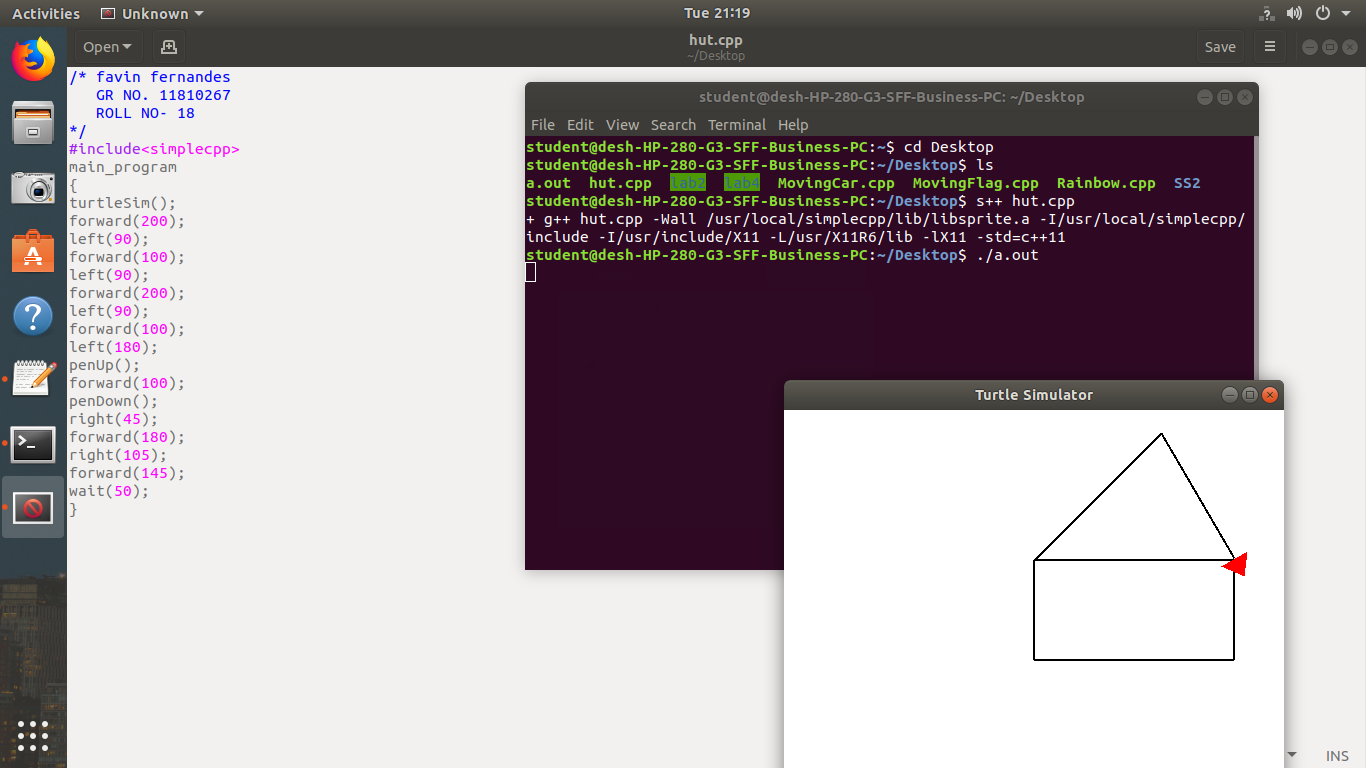 Activities Unknown Tue 21:19
Open hut.cpp Save
~/Desktop
/* favin fernandes
GR NO. 11810267
ROLL NO- 18
*/
#include<simplecpp>
main_program
{
turtleSim();
forward(200);
left(90);
forward(100);
left(90);
forward(200);
left(90);
forward(100);
left(180);
penUp();
forward(100);
penDown();
right(45);
forward(180);
right(105);
forward(145);
wait(50);
}
student@desh-HP-280-G3-SFF-Business-PC: ~/Desktop
File Edit View Search Terminal Help
student@desh-HP-280-G3-SFF-Business-PC:~$ cd Desktop
student@desh-HP-280-G3-SFF-Business-PC:~/Desktop$ ls
a.out hut.cpp lab2 lab4 MovingCar.cpp MovingFlag.cpp Rainbow.cpp SS2
student@desh-HP-280-G3-SFF-Business-PC:~/Desktop$ s++ hut.cpp
+ g++ hut.cpp -Wall /usr/local/simplecpp/lib/libsprite.a -I/usr/local/simplecpp/
include -I/usr/include/X11 -L/usr/X11R6/lib -lX11 -std=c++11
student@desh-HP-280-G3-SFF-Business-PC:~/Desktop$ ./a.out
Turtle Simulator
INS